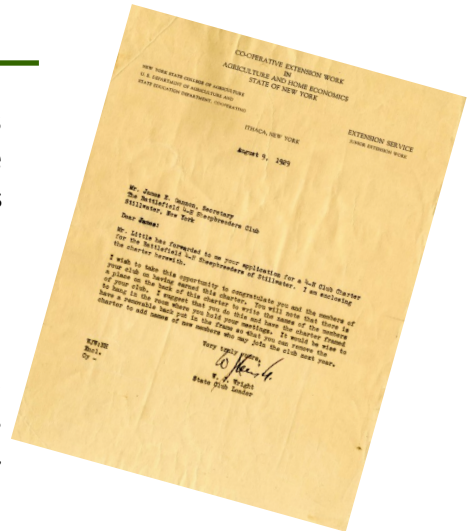 CO-OPERATIVE EXTENSION WORK
IN
AGRICULTURE AND HOME ECONOMICS
STATE OF NEW YORK
NEW YORK STATE COLLEGE OF AGRICULTURE
U. S. DEPARTMENT OF AGRICULTURE AND
STATE EDUCATION DEPARTMENT, COOPERATING
EXTENSION SERVICE
JUNIOR EXTENSION WORK
ITHACA, NEW YORK
August 9, 1929
Mr. James E. Gannon, Secretary
The Battlefield 4-H Sheepbreeders Club
Stillwater, New York
Dear James:
Mr. Little has forwarded to me your application for a 4-H Club Charter
for the Battlefield 4-H Sheepbreeders of Stillwater. I am enclosing
the charter herewith.
I wish to take this opportunity to congratulate you and the members of
your club on having earned this charter. You will note that there is
a place on the back of this charter to write the names of the members
of your club. I suggest that you do this and have the charter framed
to hang in the room where you hold your meetings. It would be wise to
have a removable back put in the frame so that you can remove the
charter to add names of new members who may join the club next year.
Very truly yours,
W. J. Wright
State Club Leader
Encl.
Cy -